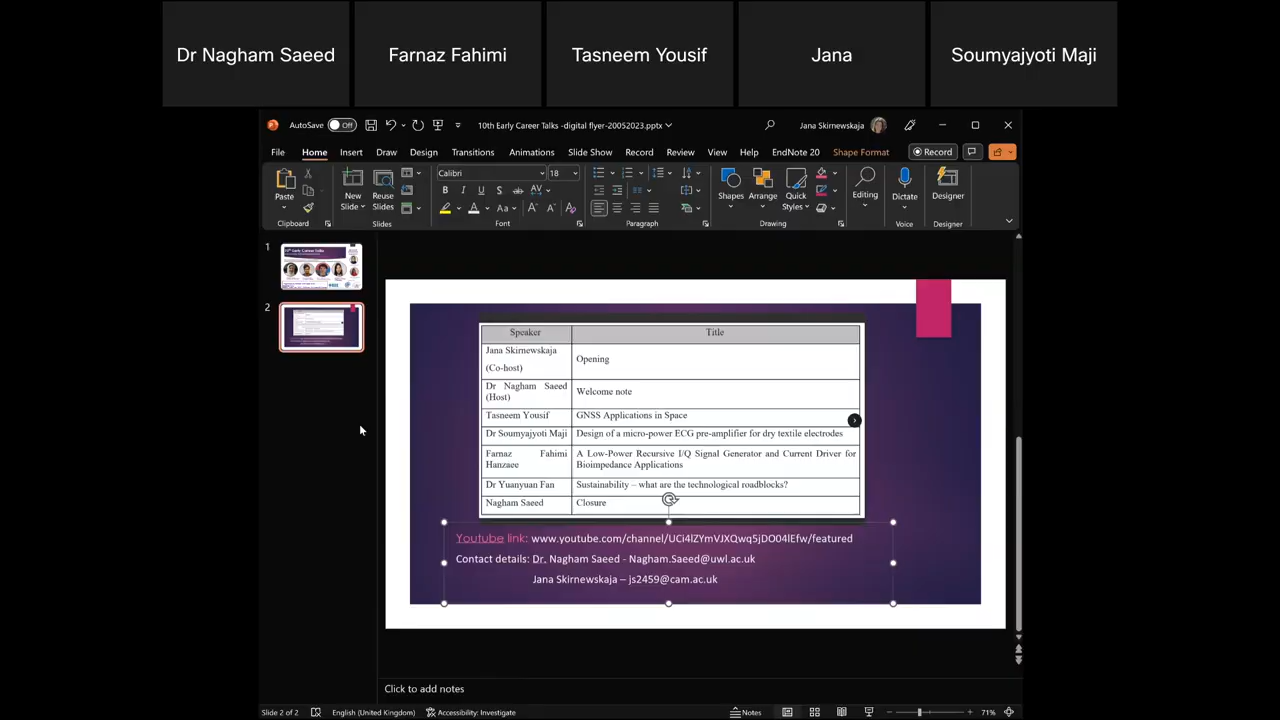 Dr Nagham Saeed
Farnaz Fahimi
Tasneem Yousif
Jana
Soumyajyoti Maji
AutoSave Off
10th Early Career Talks -digital flyer-20052023.pptx
Jana Skirnewskaja
File Home Insert Draw Design Transitions Animations Slide Show Record Review View Help EndNote 20 Shape Format Record
Paste
New Slide
Reuse Slides
Calibri 18
Shapes
Arrange
Quick Styles
Editing
Dictate
Designer
Clipboard Slides Font Paragraph Drawing Voice Designer
1
2
Speaker Title
Jana Skirnewskaja
(Co-host)
Opening
Dr Nagham Saeed
(Host)
Welcome note
Tasneem Yousif GNSS Applications in Space
Dr Soumyajyoti Maji Design of a micro-power ECG pre-amplifier for dry textile electrodes
Farnaz Fahimi
Hanzaee
A Low-Power Recursive I/Q Signal Generator and Current Driver for
Bioimpedance Applications
Dr Yuanyuan Fan Sustainability – what are the technological roadblocks?
Nagham Saeed Closure
Youtube link: www.youtube.com/channel/UCi4lZYmVJXQwq5jDO04lEfw/featured
Contact details: Dr. Nagham Saeed - Nagham.Saeed@uwl.ac.uk
Jana Skirnewskaja – js2459@cam.ac.uk
Click to add notes
Slide 2 of 2 English (United Kingdom) Accessibility: Investigate Notes 71%